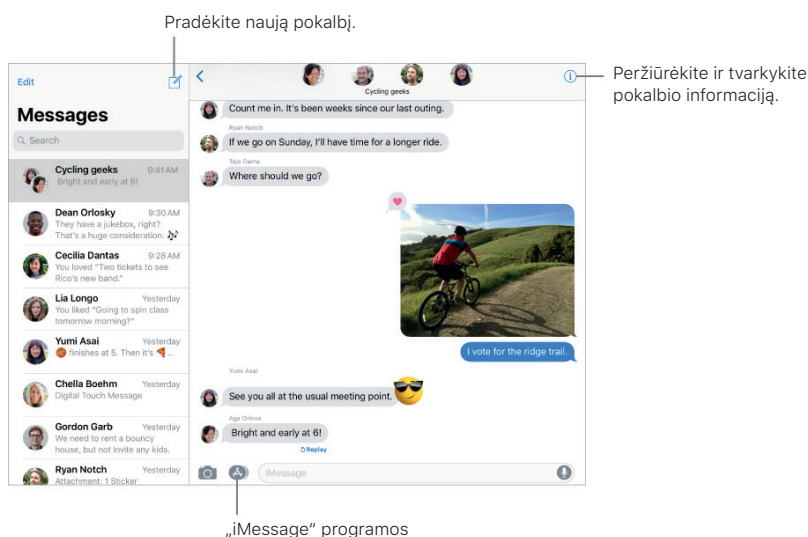 Pradėkite naują pokalbį.
Edit
Messages
Search
Cycling geeks 9:41 AM
Bright and early at 6!
Dean Orlosky 9:30 AM
They have a jukebox, right?
That's a huge consideration. 🎶
Cecilia Dantas 9:28 AM
You loved “Two tickets to see
Rico's new band.”
Lia Longo Yesterday
You liked “Going to spin class
tomorrow morning?”
Yumi Asai Yesterday
🏀 finishes at 5. Then it's 🍕 ...
Chella Boehm Yesterday
Digital Touch Message
Gordon Garb Yesterday
We need to rent a bouncy
house, but not invite any kids.
Ryan Notch Yesterday
Attachment: 1 Sticker
Cycling geeks
Count me in. It's been weeks since our last outing.
Ryan Notch
If we go on Sunday, I'll have time for a longer ride.
Tejo Dama
Where should we go?
I vote for the ridge trail.
Yumi Asai
See you all at the usual meeting point.
Aga Orlova
Bright and early at 6!
Replay
iMessage
Peržiūrėkite ir tvarkykite
pokalbio informaciją.
„iMessage“ programos